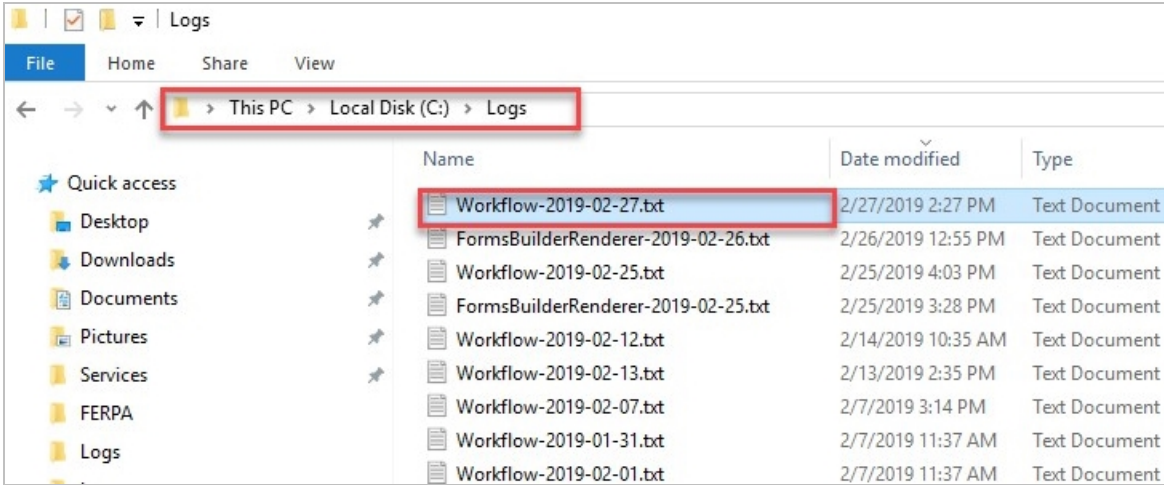 Logs
File Home Share View
This PC > Local Disk (C:) > Logs
Name Date modified Type
Quick access
Desktop
Downloads
Documents
Pictures
Services
FERPA
Logs
Workflow-2019-02-27.txt 2/27/2019 2:27 PM Text Document
FormsBuilderRenderer-2019-02-26.txt 2/26/2019 12:55 PM Text Document
Workflow-2019-02-25.txt 2/25/2019 4:03 PM Text Document
FormsBuilderRenderer-2019-02-25.txt 2/25/2019 3:28 PM Text Document
Workflow-2019-02-12.txt 2/14/2019 10:35 AM Text Document
Workflow-2019-02-13.txt 2/13/2019 2:35 PM Text Document
Workflow-2019-02-07.txt 2/7/2019 3:14 PM Text Document
Workflow-2019-01-31.txt 2/7/2019 11:37 AM Text Document
Workflow-2019-02-01.txt 2/7/2019 11:37 AM Text Document